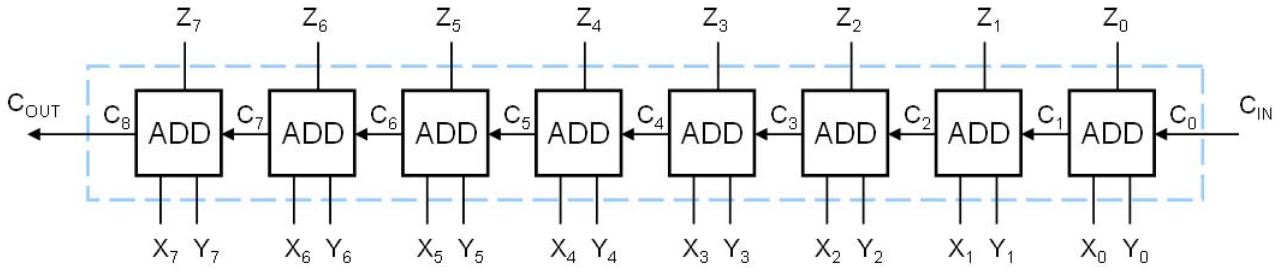 Z₇ Z₆ Z₅ Z₄ Z₃ Z₂ Z₁ Z₀
C_OUT C₈ ADD C₇ ADD C₆ ADD C₅ ADD C₄ ADD C₃ ADD C₂ ADD C₁ ADD C₀ C_IN
X₇ Y₇ X₆ Y₆ X₅ Y₅ X₄ Y₄ X₃ Y₃ X₂ Y₂ X₁ Y₁ X₀ Y₀